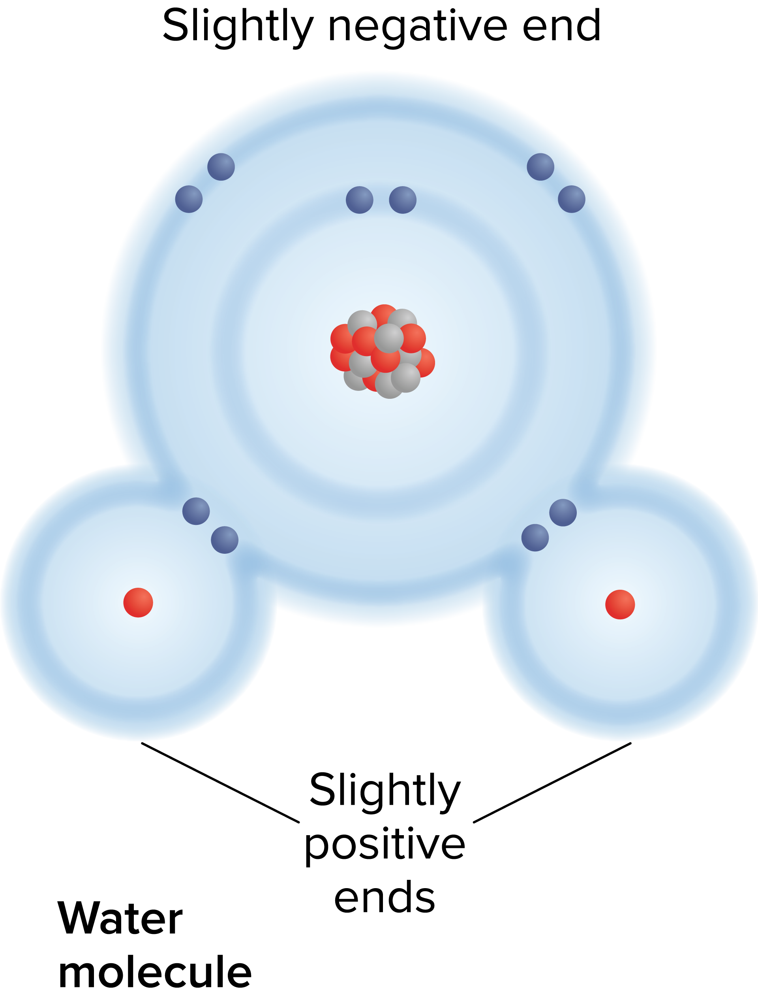 Slightly negative end
Slightly
positive
ends
Water
molecule